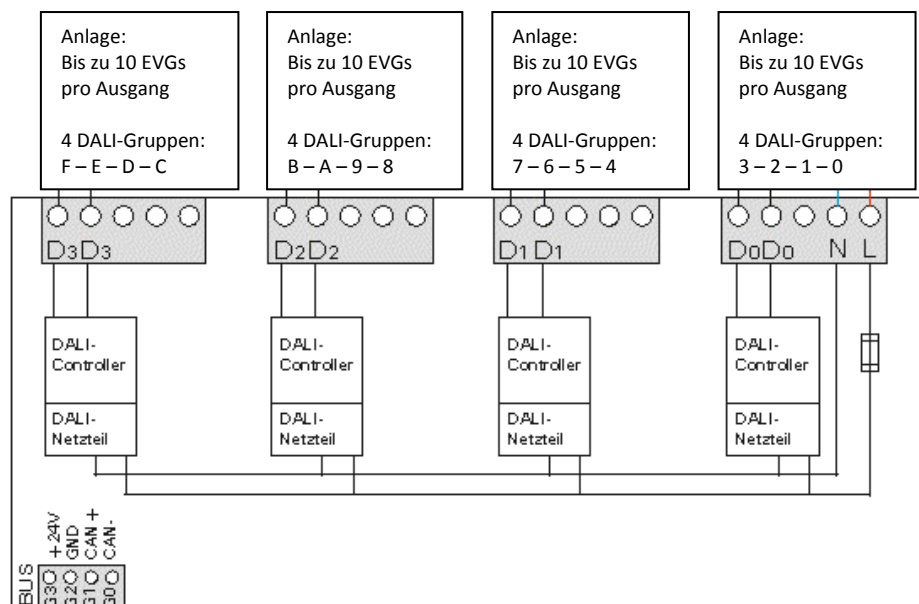 Anlage:
Bis zu 10 EVGs
pro Ausgang
4 DALI-Gruppen:
F – E – D – C
Anlage:
Bis zu 10 EVGs
pro Ausgang
4 DALI-Gruppen:
B – A – 9 – 8
Anlage:
Bis zu 10 EVGs
pro Ausgang
4 DALI-Gruppen:
7 – 6 – 5 – 4
Anlage:
Bis zu 10 EVGs
pro Ausgang
4 DALI-Gruppen:
3 – 2 – 1 – 0
D3 D3
D2 D2
D1 D1
D0 D0 N L
DALI-
Controller
DALI-
Netzteil
DALI-
Controller
DALI-
Netzteil
DALI-
Controller
DALI-
Netzteil
DALI-
Controller
DALI-
Netzteil
+24V
GND
CAN +
CAN-
BUS
G3
G2
G1
G0